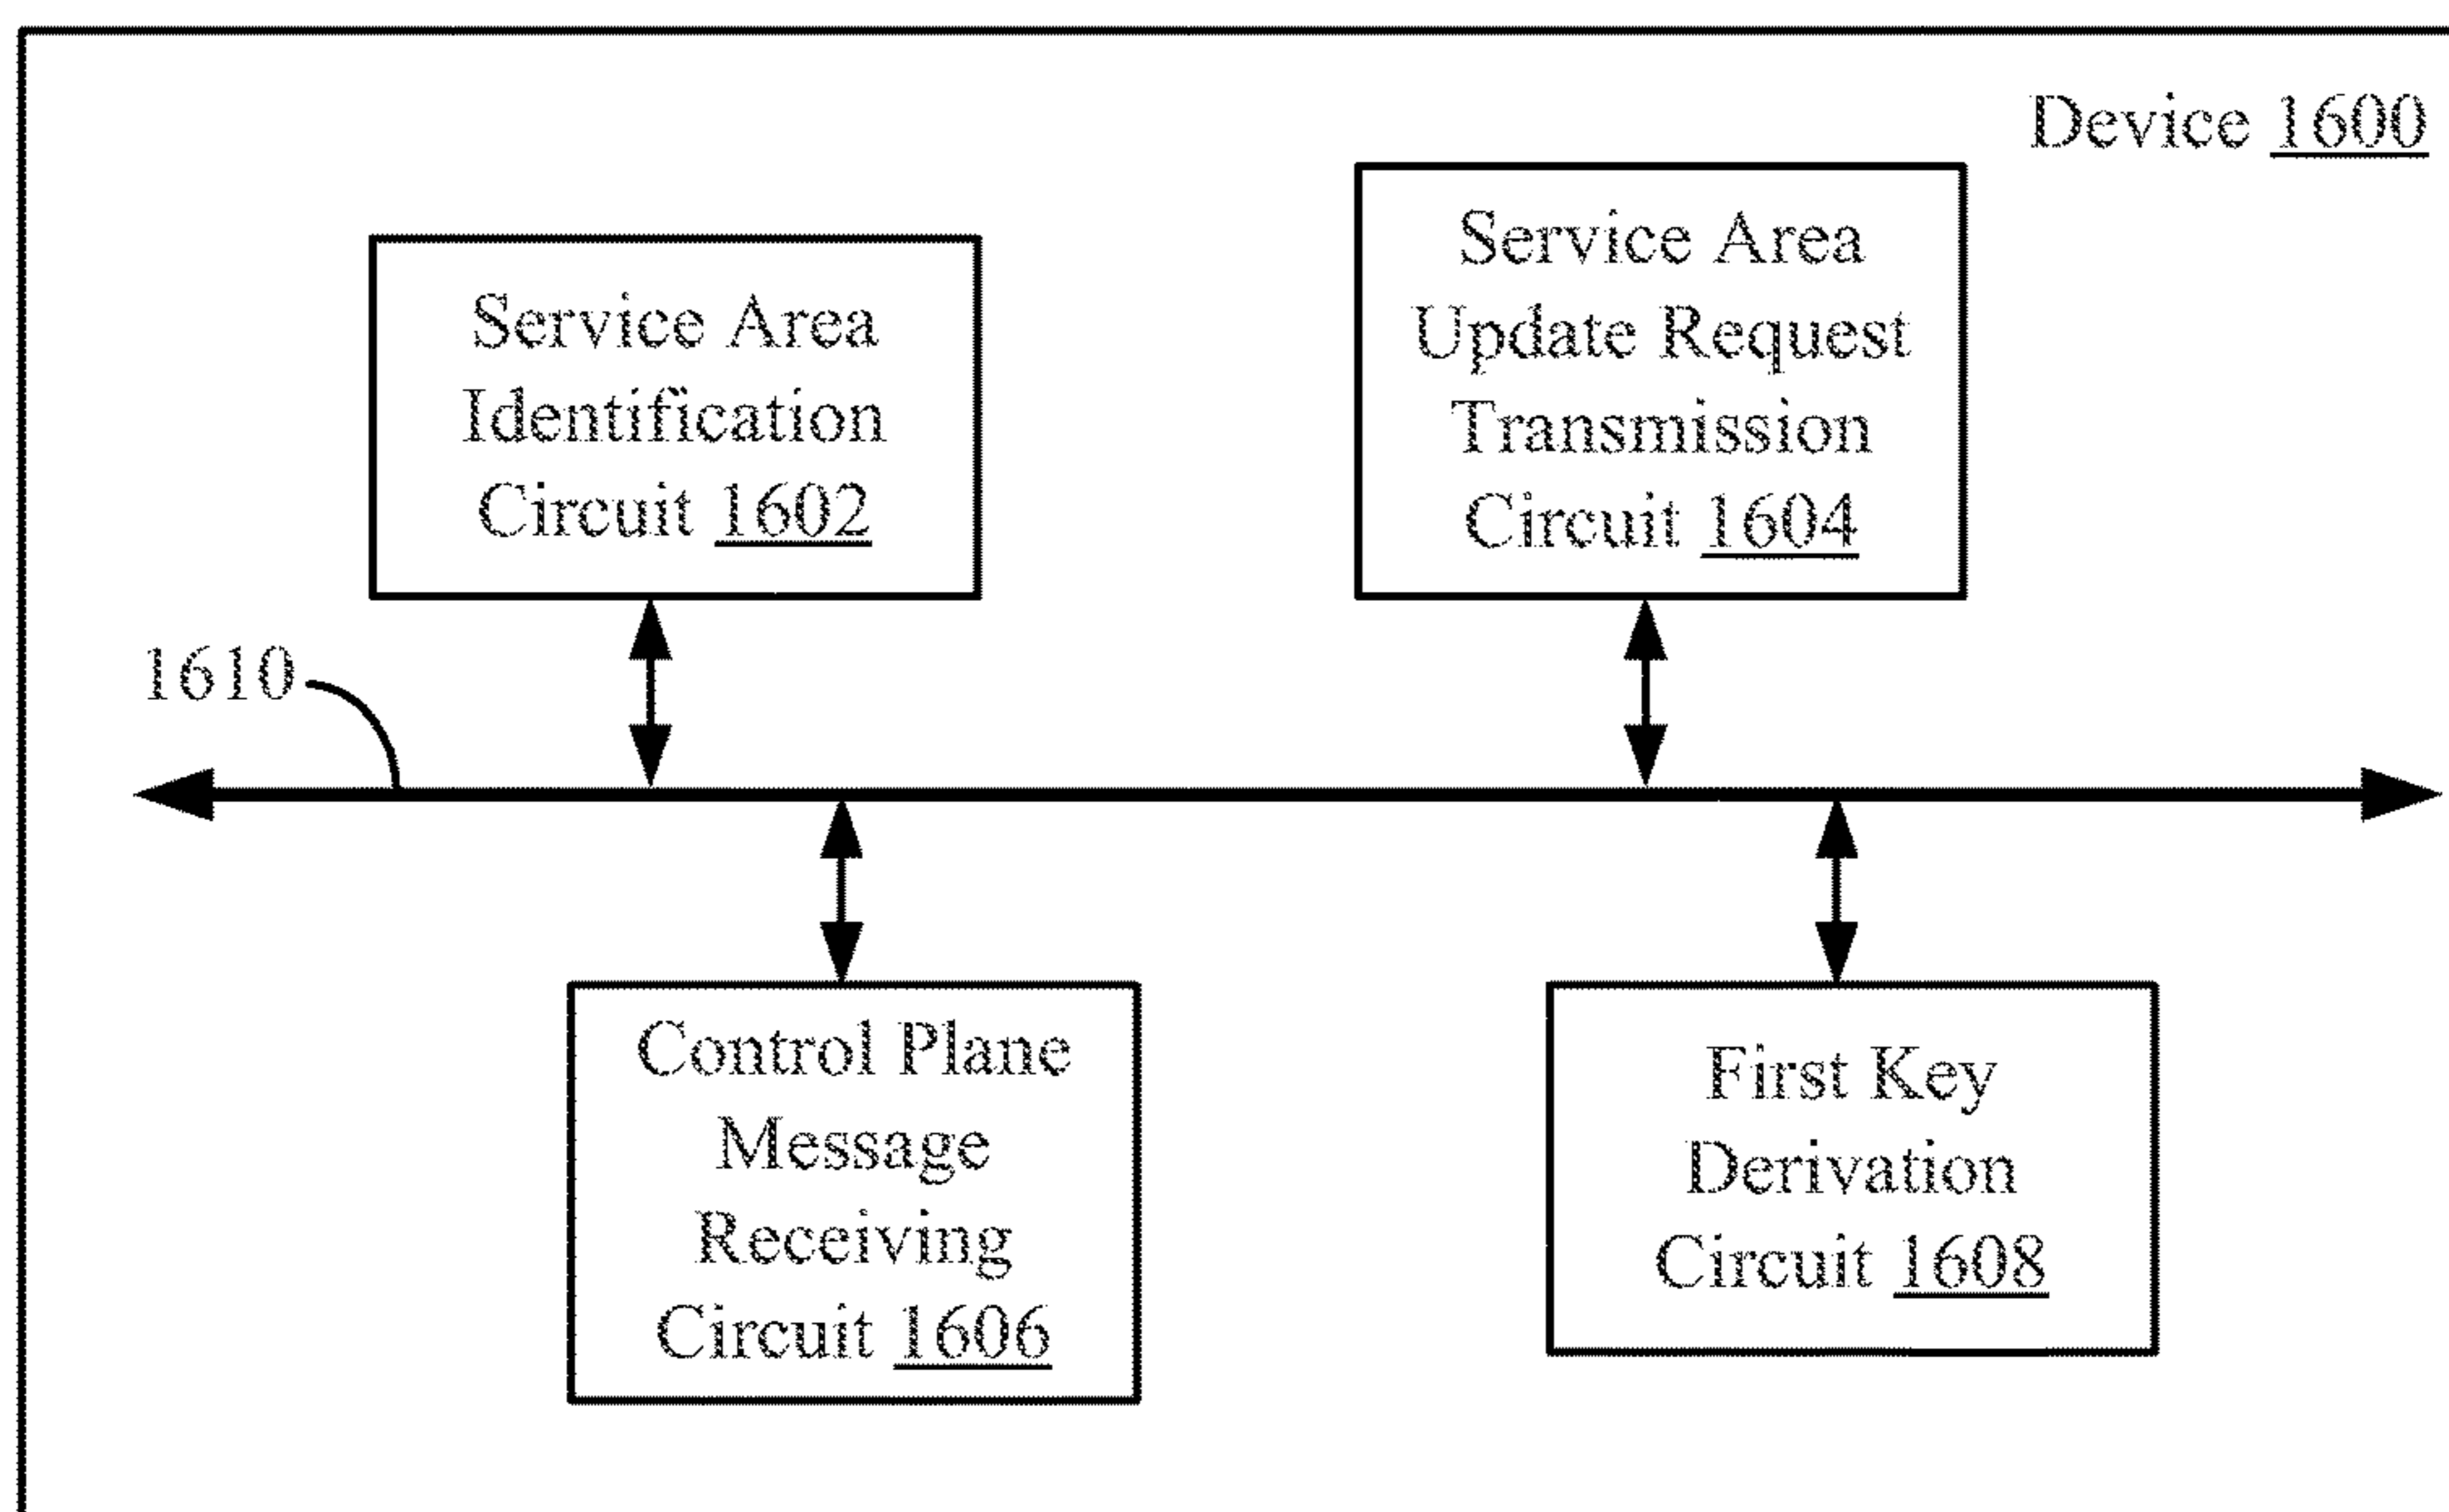 Device 1600
Service Area
Identification
Circuit 1602
Service Area
Update Request
Transmission
Circuit 1604
1610
Control Plane
Message
Receiving
Circuit 1606
First Key
Derivation
Circuit 1608